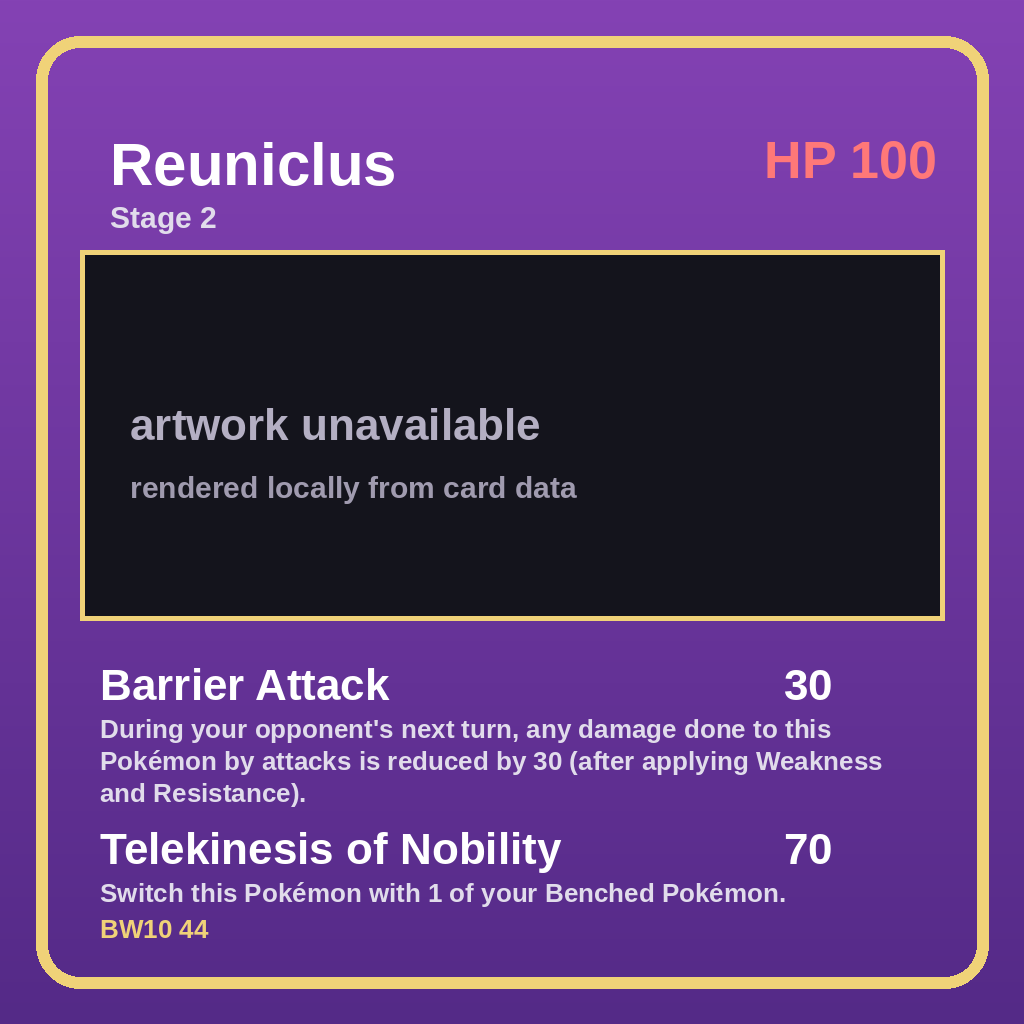 Reuniclus
HP 100
Stage 2
artwork unavailable
rendered locally from card data
Barrier Attack 30
During your opponent's next turn, any damage done to this
Pokémon by attacks is reduced by 30 (after applying Weakness
and Resistance).
Telekinesis of Nobility 70
Switch this Pokémon with 1 of your Benched Pokémon.
BW10 44